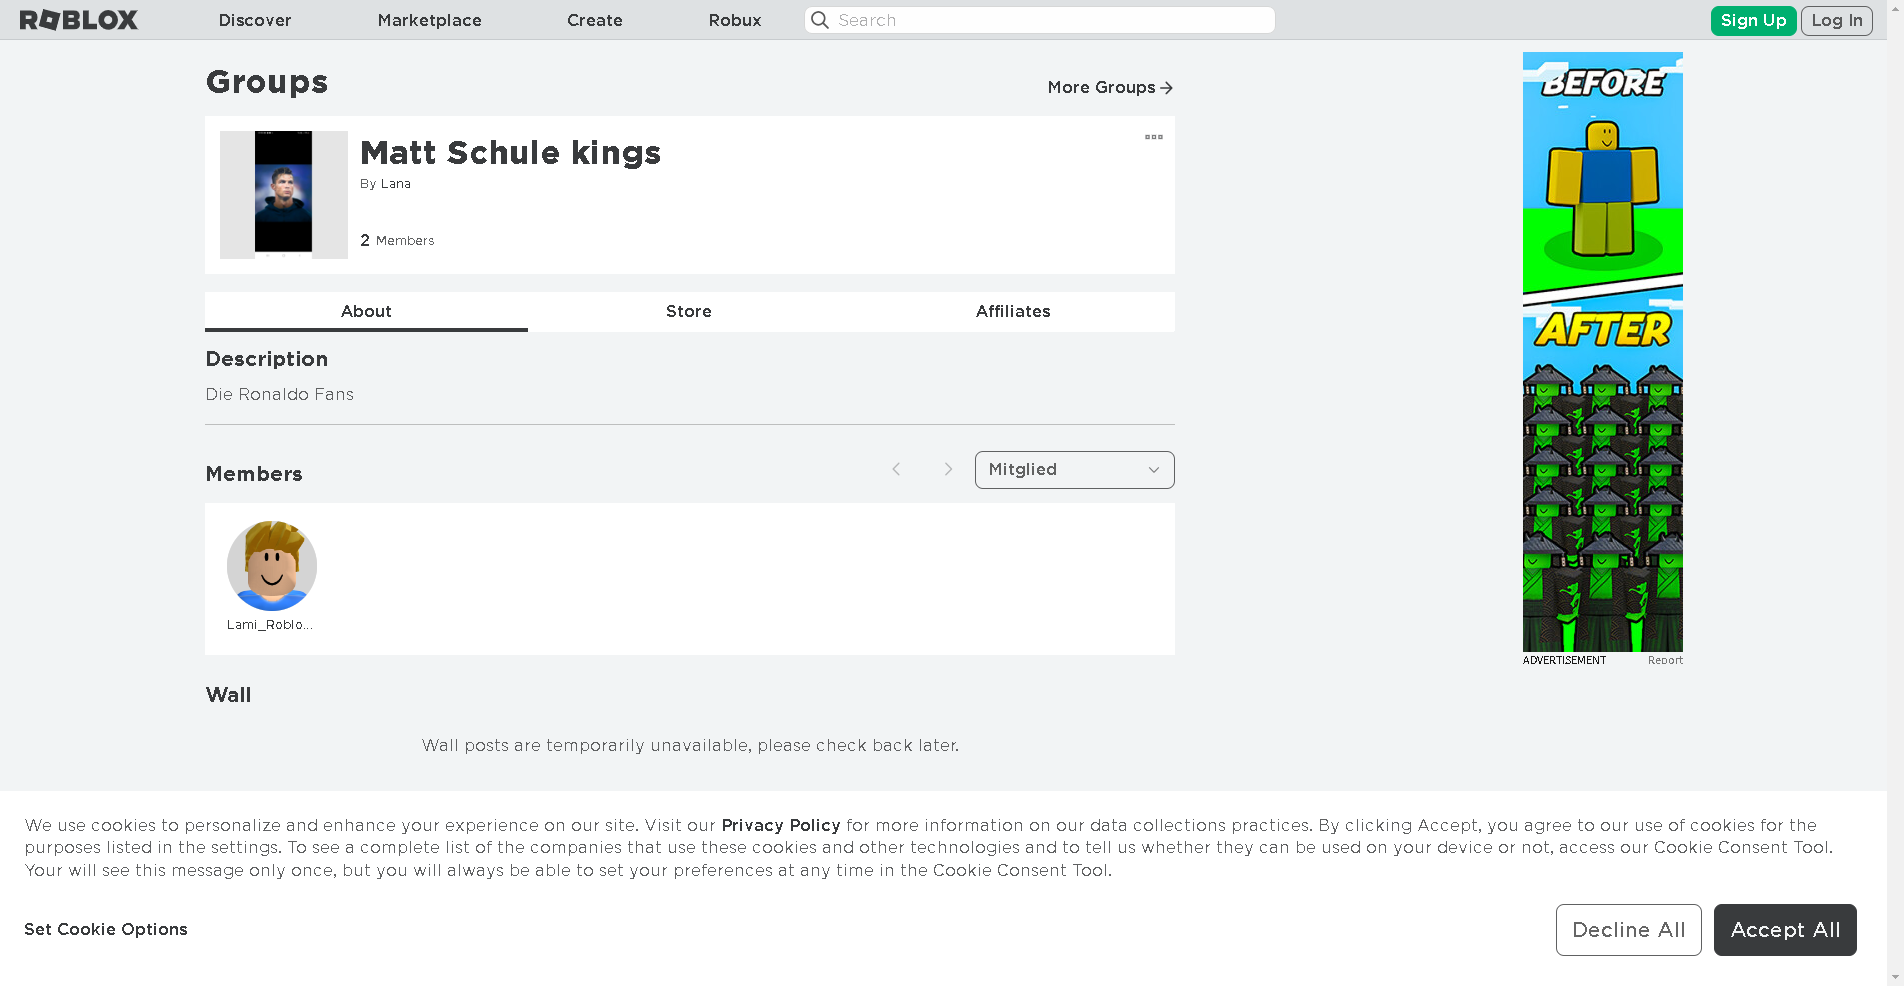 ROBLOX
Discover
Marketplace
Create
Robux
Search
Sign Up
Log In
Groups
More Groups
Matt Schule kings
By Lana
2 Members
About
Store
Affiliates
Description
Die Ronaldo Fans
Members
Mitglied
Lami_Roblo...
Wall
Wall posts are temporarily unavailable, please check back later.
BEFORE
AFTER
ADVERTISEMENT
Report
We use cookies to personalize and enhance your experience on our site. Visit our Privacy Policy for more information on our data collections practices. By clicking Accept, you agree to our use of cookies for the
purposes listed in the settings. To see a complete list of the companies that use these cookies and other technologies and to tell us whether they can be used on your device or not, access our Cookie Consent Tool.
Your will see this message only once, but you will always be able to set your preferences at any time in the Cookie Consent Tool.
Set Cookie Options
Decline All
Accept All